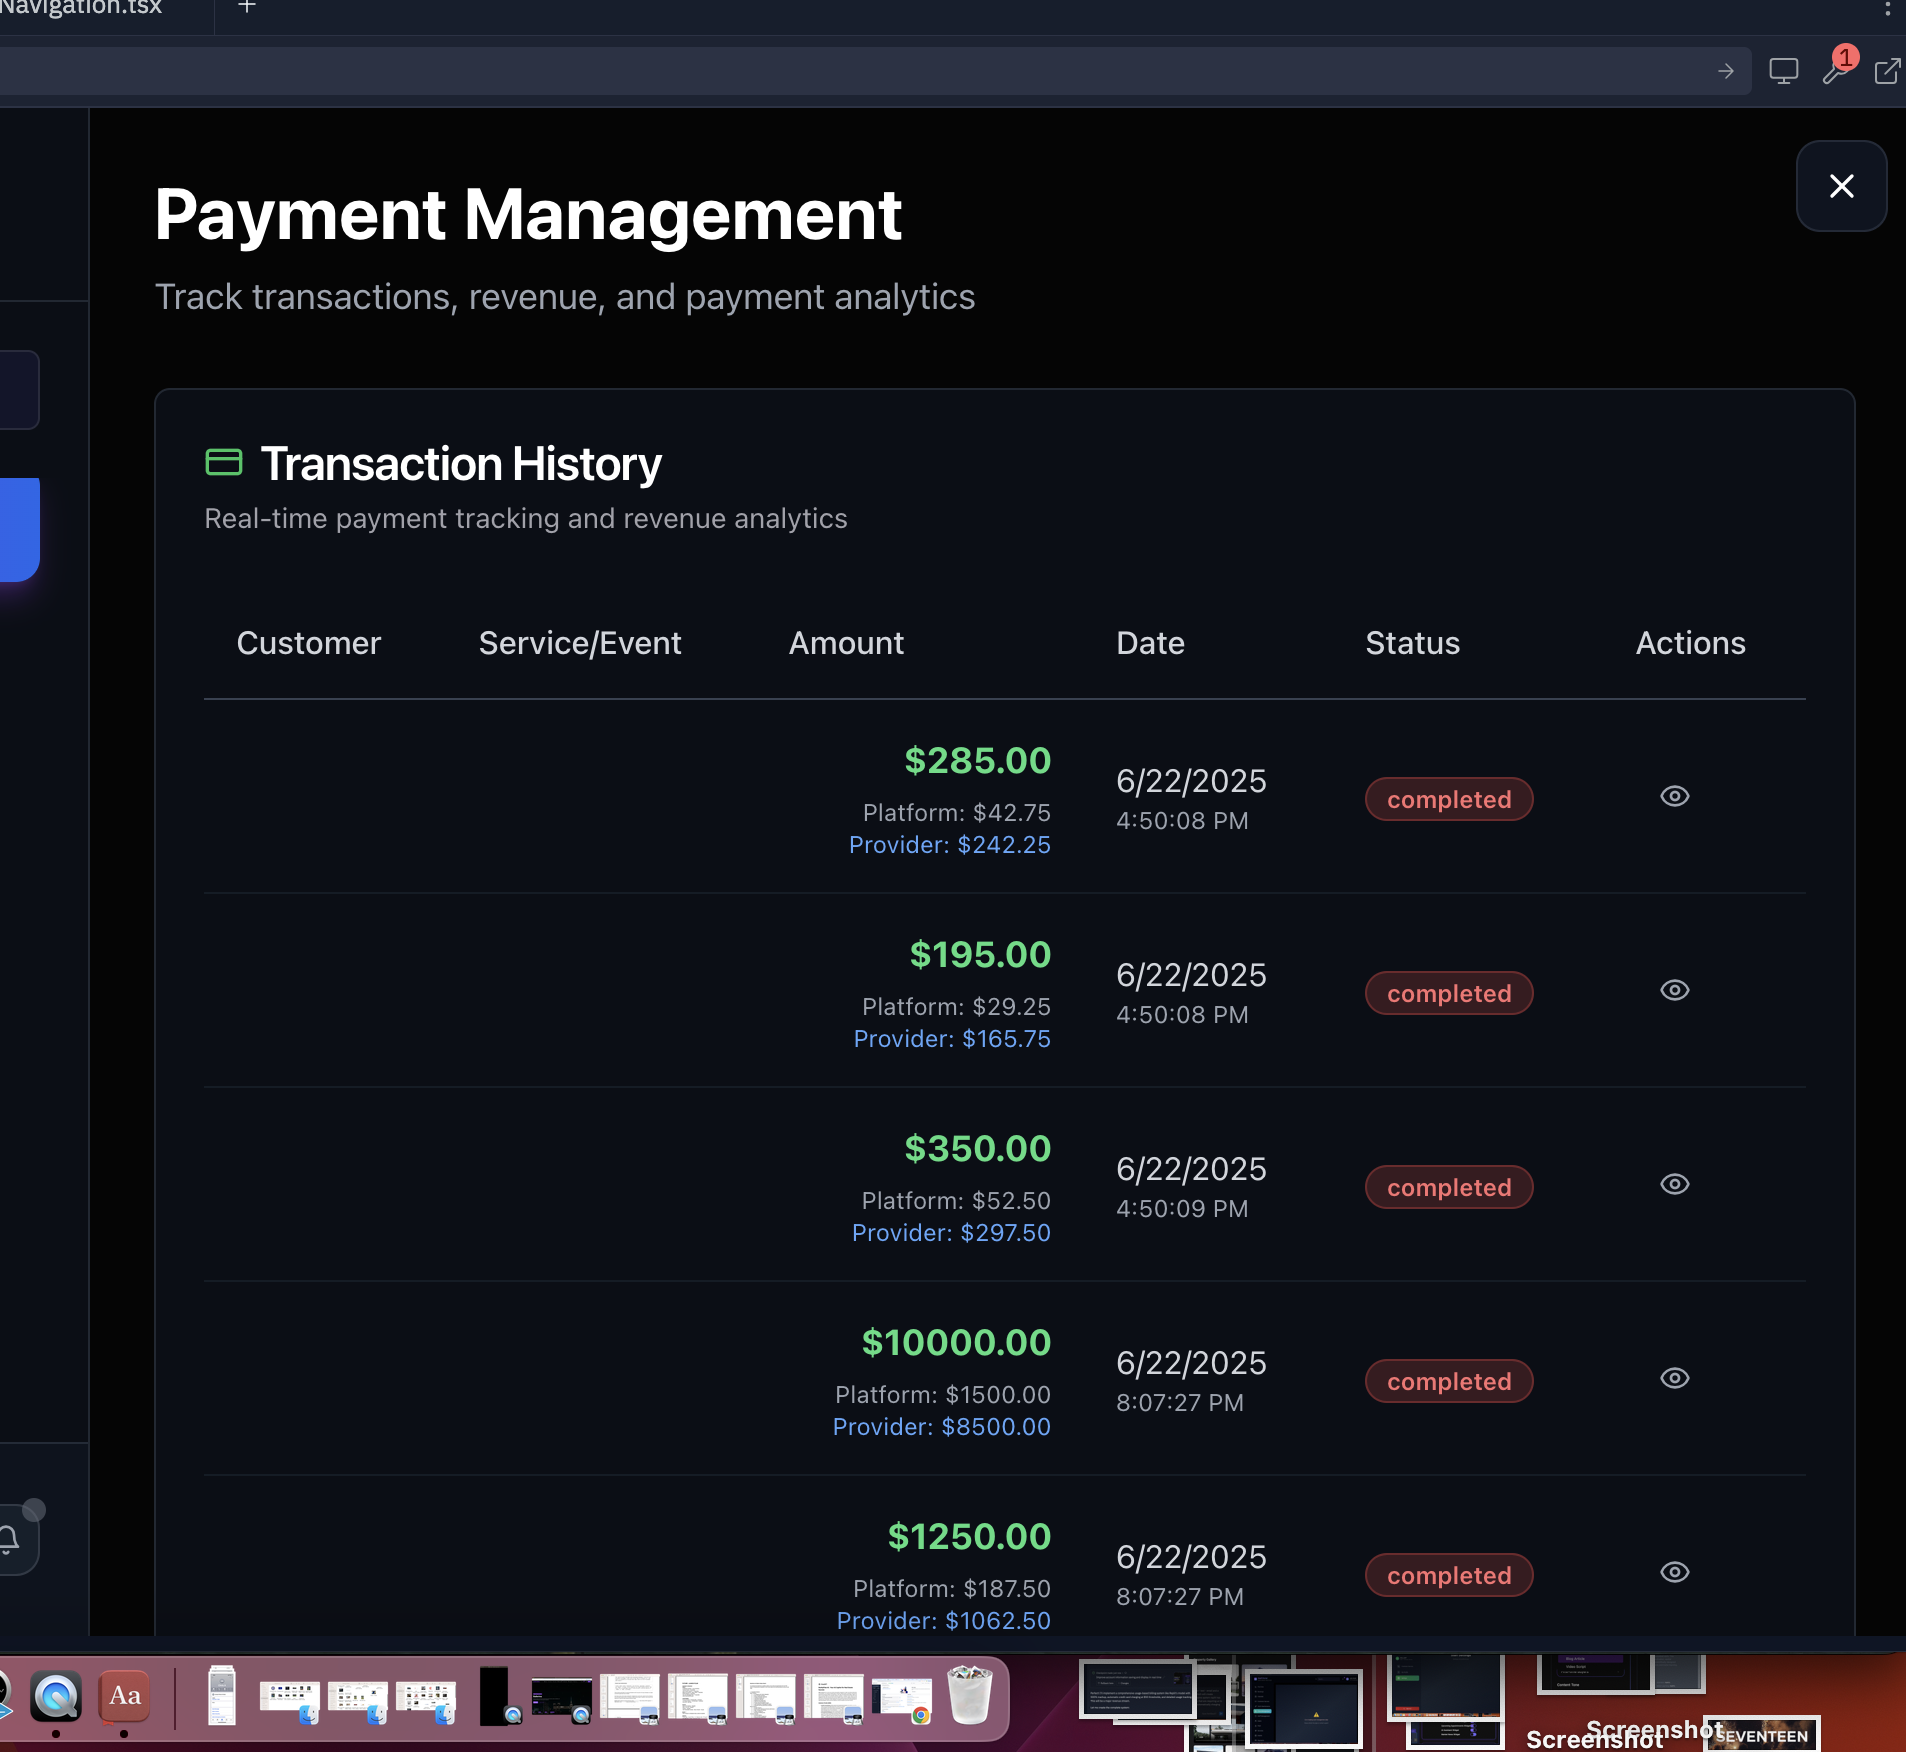 Navigation.tsx
1
Payment Management
Track transactions, revenue, and payment analytics
Transaction History
Real-time payment tracking and revenue analytics
Customer Service/Event Amount Date Status Actions
$285.00
Platform: $42.75
Provider: $242.25
6/22/2025
4:50:08 PM
completed
$195.00
Platform: $29.25
Provider: $165.75
6/22/2025
4:50:08 PM
completed
$350.00
Platform: $52.50
Provider: $297.50
6/22/2025
4:50:09 PM
completed
$10000.00
Platform: $1500.00
Provider: $8500.00
6/22/2025
8:07:27 PM
completed
$1250.00
Platform: $187.50
Provider: $1062.50
6/22/2025
8:07:27 PM
completed
Aa
Screenshot
Screenshot
SEVENTEEN